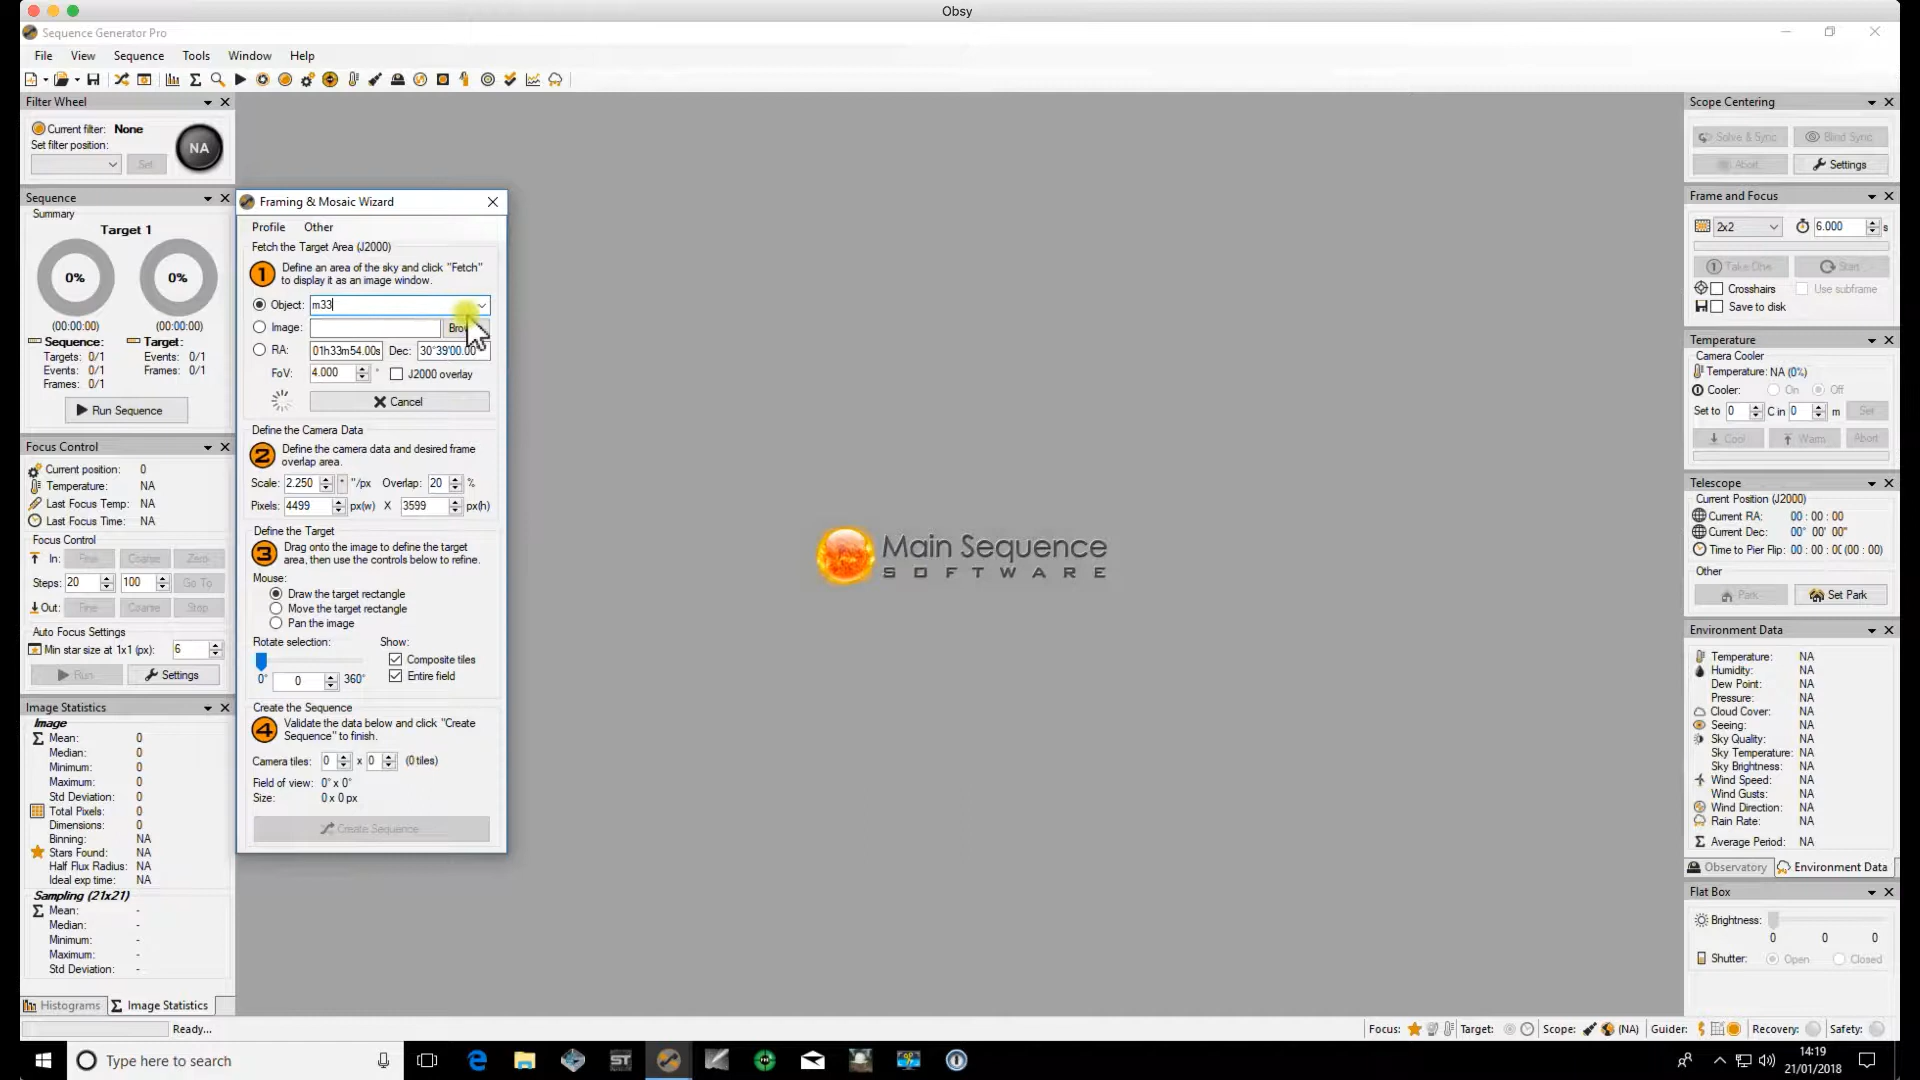 Obsy
Sequence Generator Pro
File View Sequence Tools Window Help
Filter Wheel
Current filter: None
Set filter position:
Set
NA
Sequence
Summary
Target 1
0% 0%
(00:00:00) (00:00:00)
Sequence: Target:
Targets: 0/1 Events: 0/1
Events: 0/1 Frames: 0/1
Frames: 0/1
Run Sequence
Focus Control
Current position: 0
Temperature: NA
Last Focus Temp: NA
Last Focus Time: NA
Focus Control
In: Fine Coarse Zero
Steps: 20 100 Go To
Out: Fine Coarse Stop
Auto Focus Settings
Min star size at 1x1 (px): 6
Run Settings
Image Statistics
Image
Mean: 0
Median: 0
Minimum: 0
Maximum: 0
Std Deviation: 0
Total Pixels: 0
Dimensions: 0
Binning: NA
Stars Found: NA
Half Flux Radius: NA
Ideal exp time: NA
Sampling (21x21)
Mean: -
Median: -
Minimum: -
Maximum: -
Std Deviation: -
Histograms Image Statistics
Ready...
Framing & Mosaic Wizard
Profile Other
Fetch the Target Area (J2000)
1 Define an area of the sky and click "Fetch"
to display it as an image window.
Object: m33
Image:
RA: 01h33m54.00s Dec: 30°39'00.00"
FoV: 4.000 ° J2000 overlay
Cancel
Define the Camera Data
2 Define the camera data and desired frame
overlap area.
Scale: 2.250 * "/px Overlap: 20 %
Pixels: 4499 px(w) X 3599 px(h)
Define the Target
3 Drag onto the image to define the target
area, then use the controls below to refine.
Mouse:
Draw the target rectangle
Move the target rectangle
Pan the image
Rotate selection: Show:
Composite tiles
Entire field
0° 0 360°
Create the Sequence
4 Validate the data below and click "Create
Sequence" to finish.
Camera tiles: 0 x 0 (0 tiles)
Field of view: 0° x 0°
Size: 0 x 0 px
Create Sequence
Main Sequence
SOFTWARE
Scope Centering
Solve & Sync Blind Sync
Abort Settings
Frame and Focus
2x2 6.000 s
Take One Start
Crosshairs Use subframe
Save to disk
Temperature
Camera Cooler
Temperature: NA (0%)
Cooler: On Off
Set to 0 C in 0 m Set
Cool Warm Abort
Telescope
Current Position (J2000)
Current RA: 00 : 00 : 00
Current Dec: 00° 00' 00"
Time to Pier Flip: 00 : 00 : 0( (00 : 00)
Other
Park Set Park
Environment Data
Temperature: NA
Humidity: NA
Dew Point: NA
Pressure: NA
Cloud Cover: NA
Seeing: NA
Sky Quality: NA
Sky Temperature: NA
Sky Brightness: NA
Wind Speed: NA
Wind Gusts: NA
Wind Direction: NA
Rain Rate: NA
Average Period: NA
Observatory Environment Data
Flat Box
Brightness:
0 0 0
Shutter: Open Closed
Focus: Target: Scope: (NA) Guider: Recovery: Safety:
Type here to search
ST
14:19
21/01/2018